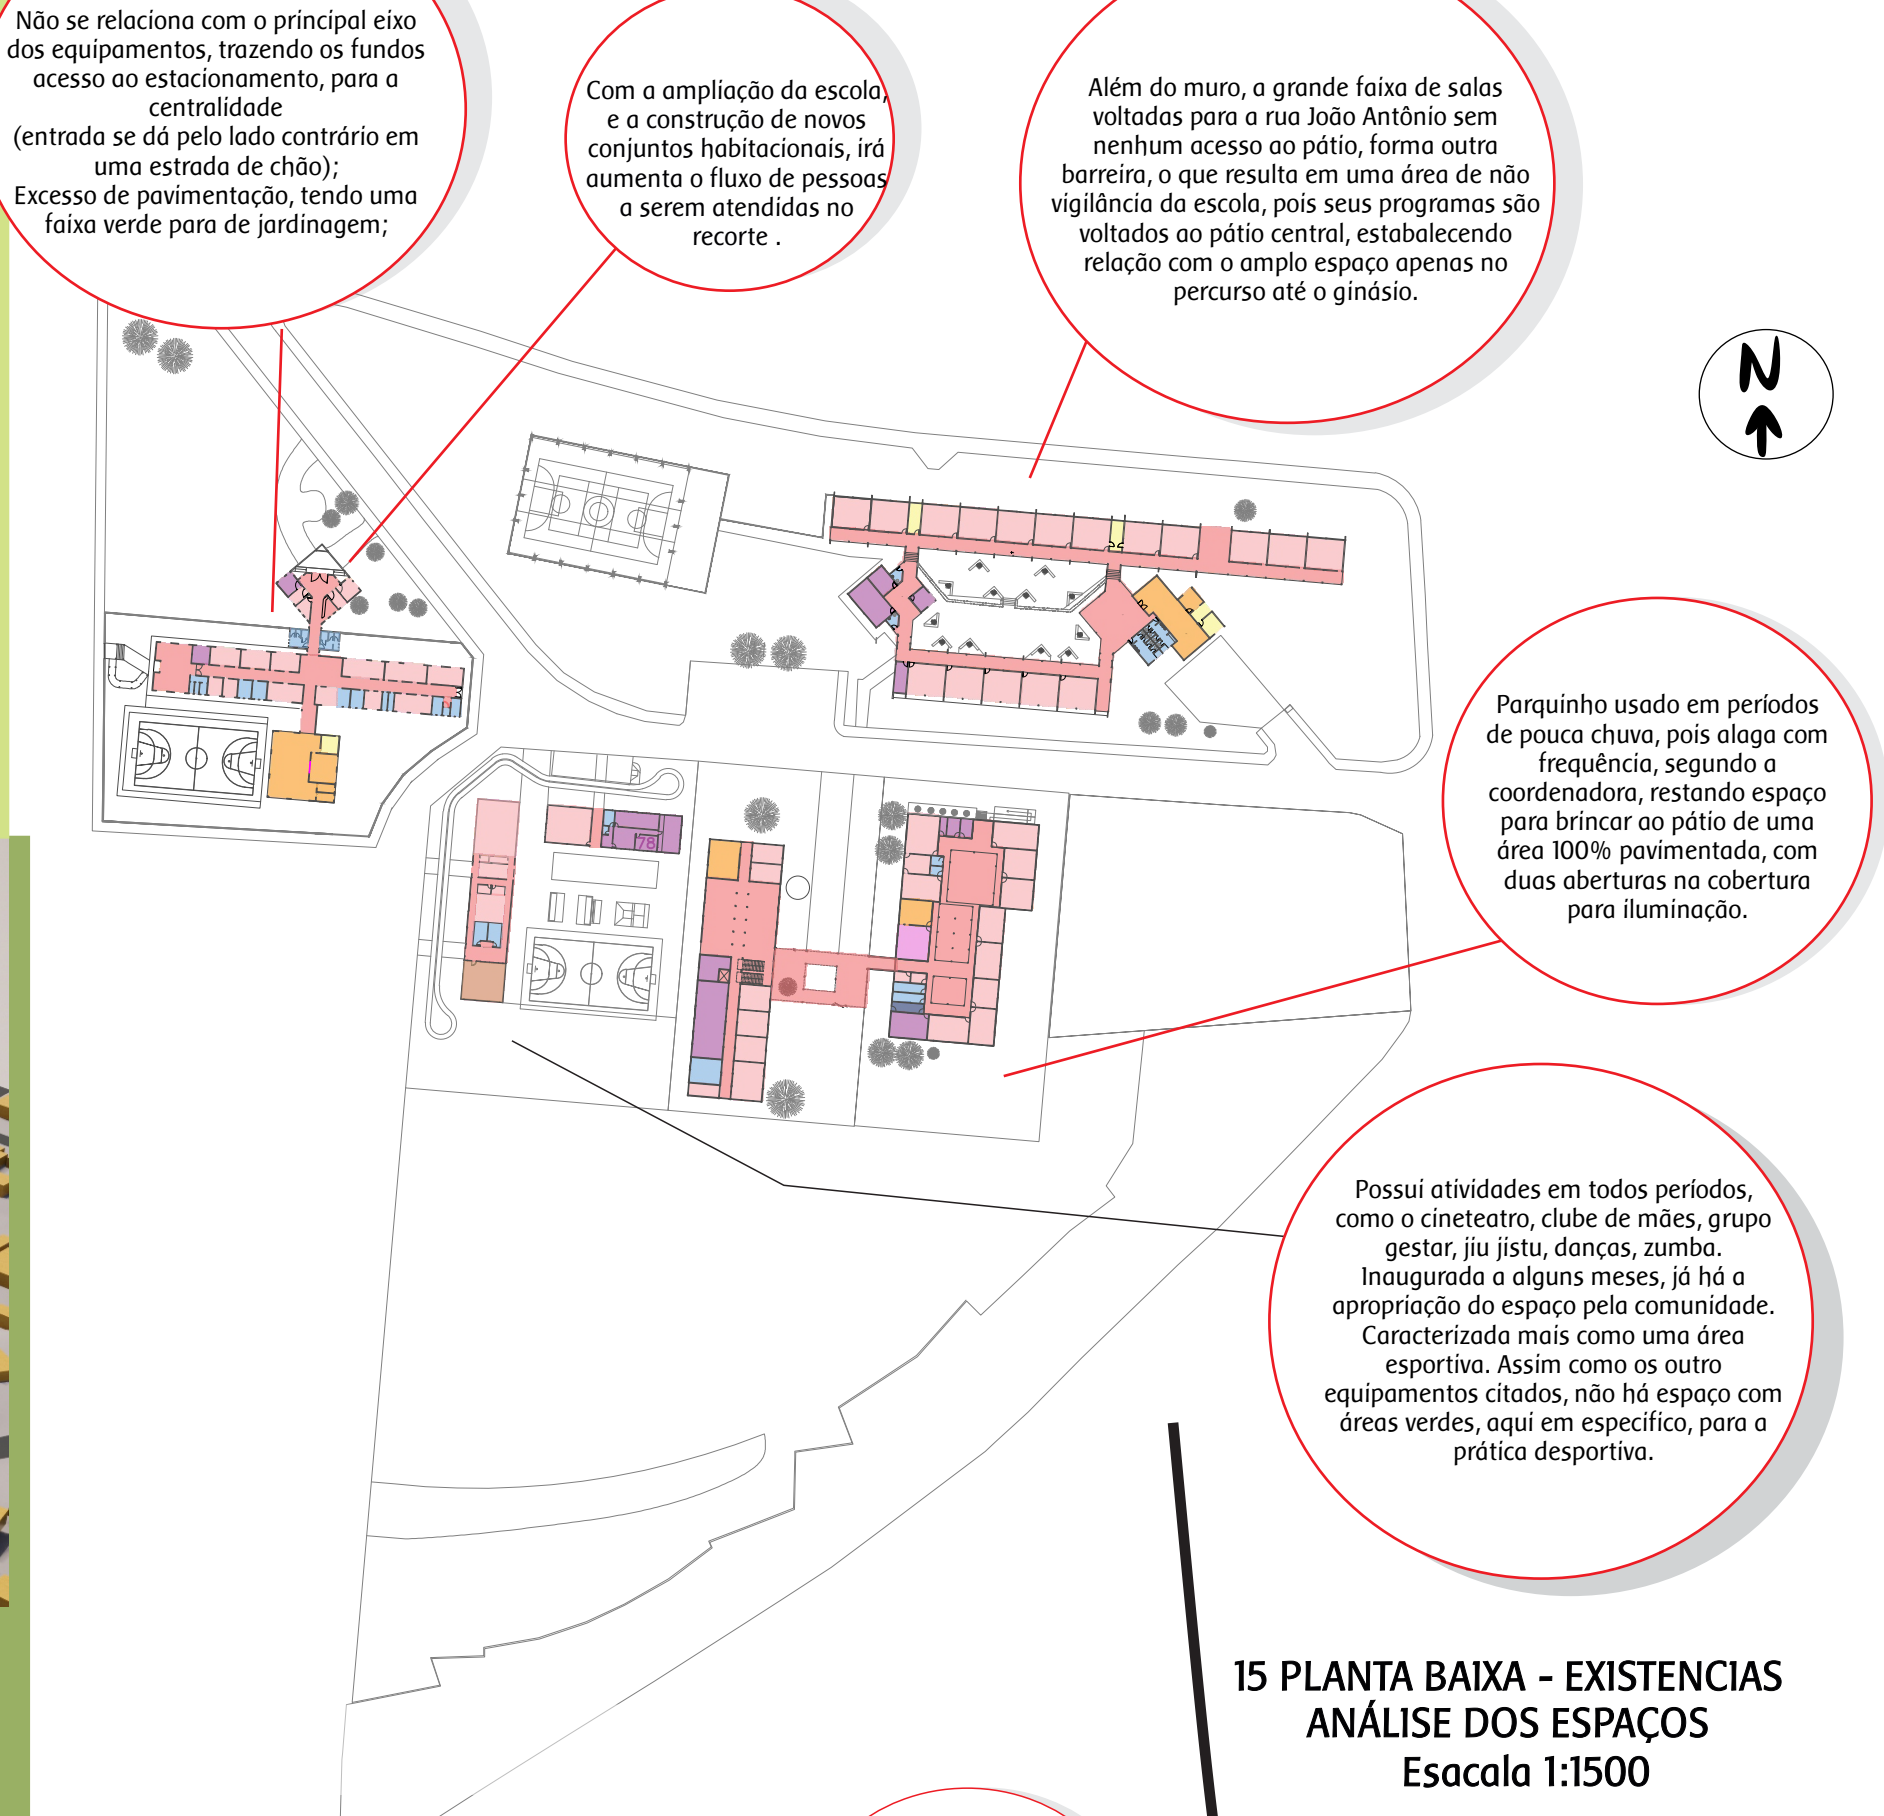 Não se relaciona com o principal eixo
dos equipamentos, trazendo os fundos
acesso ao estacionamento, para a
centralidade
(entrada se dá pelo lado contrário em
uma estrada de chão);
Excesso de pavimentação, tendo uma
faixa verde para de jardinagem;
Com a ampliação da escola,
e a construção de novos
conjuntos habitacionais, irá
aumenta o fluxo de pessoas
a serem atendidas no
recorte .
Além do muro, a grande faixa de salas
voltadas para a rua João Antônio sem
nenhum acesso ao pátio, forma outra
barreira, o que resulta em uma área de não
vigilância da escola, pois seus programas são
voltados ao pátio central, estabalecendo
relação com o amplo espaço apenas no
percurso até o ginásio.
N
Parquinho usado em períodos
de pouca chuva, pois alaga com
frequência, segundo a
coordenadora, restando espaço
para brincar ao pátio de uma
área 100% pavimentada, com
duas aberturas na cobertura
para iluminação.
78
Possui atividades em todos períodos,
como o cineteatro, clube de mães, grupo
gestar, jiu jistu, danças, zumba.
Inaugurada a alguns meses, já há a
apropriação do espaço pela comunidade.
Caracterizada mais como uma área
esportiva. Assim como os outro
equipamentos citados, não há espaço com
áreas verdes, aqui em específico, para a
prática desportiva.
15 PLANTA BAIXA - EXISTENCIAS
ANÁLISE DOS ESPAÇOS
Esacala 1:1500